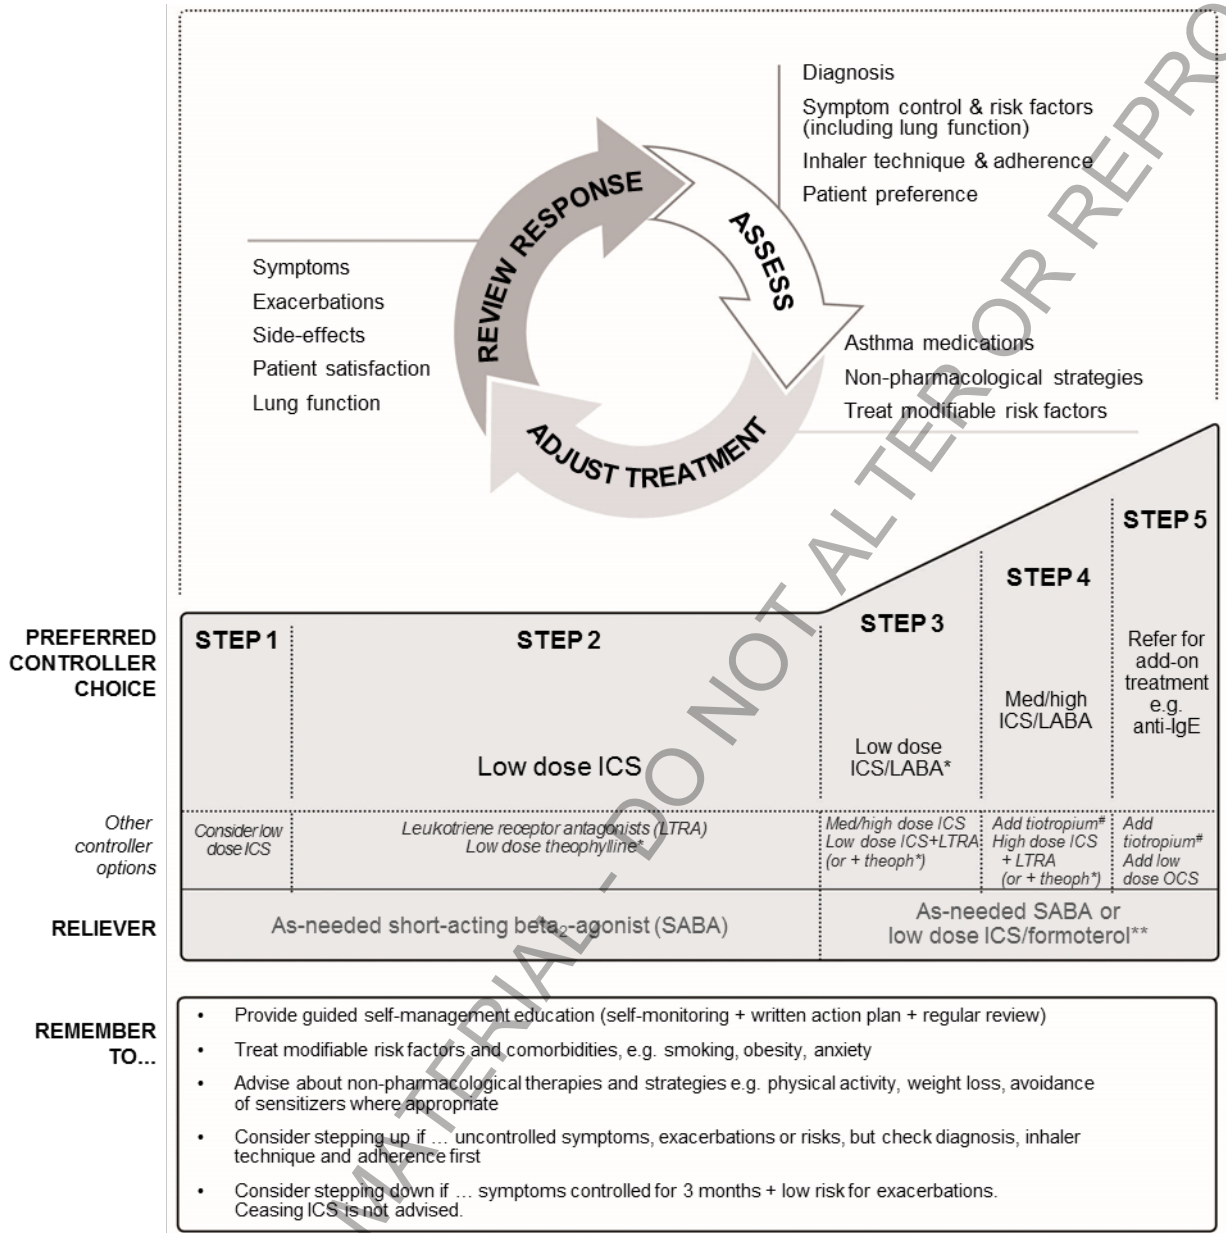 Diagnosis
Symptom control & risk factors
(including lung function)
Inhaler technique & adherence
Patient preference
REVIEW RESPONSE
ASSESS
ADJUST TREATMENT
Symptoms
Exacerbations
Side-effects
Patient satisfaction
Lung function
Asthma medications
Non-pharmacological strategies
Treat modifiable risk factors
PREFERRED
CONTROLLER
CHOICE
STEP 1
STEP 2
Low dose ICS
STEP 3
Low dose
ICS/LABA*
STEP 4
Med/high
ICS/LABA
STEP 5
Refer for
add-on
treatment
e.g.
anti-IgE
Other
controller
options
Consider low
dose ICS
Leukotriene receptor antagonists (LTRA)
Low dose theophylline*
Med/high dose ICS
Low dose ICS+LTRA
(or + theoph*)
Add tiotropium#
High dose ICS
+ LTRA
(or + theoph*)
Add
tiotropium#
Add low
dose OCS
RELIEVER
As-needed short-acting beta2-agonist (SABA)
As-needed SABA or
low dose ICS/formoterol**
REMEMBER
TO...
• Provide guided self-management education (self-monitoring + written action plan + regular review)
• Treat modifiable risk factors and comorbidities, e.g. smoking, obesity, anxiety
• Advise about non-pharmacological therapies and strategies e.g. physical activity, weight loss, avoidance
of sensitizers where appropriate
• Consider stepping up if … uncontrolled symptoms, exacerbations or risks, but check diagnosis, inhaler
technique and adherence first
• Consider stepping down if … symptoms controlled for 3 months + low risk for exacerbations.
Ceasing ICS is not advised.
MATERIAL - DO NOT ALTER OR REPRO